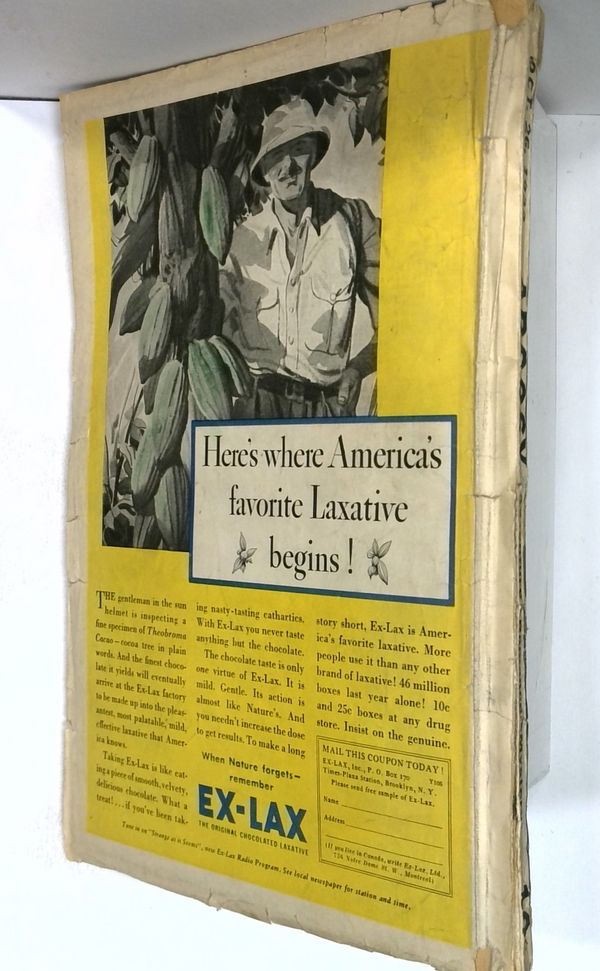 Here's where America's
favorite Laxative
begins!
THE gentleman in the sun
helmet is inspecting a
fine specimen of Theobroma
Cacao—cocoa tree in plain
words. And the finest choco-
late it yields will eventually
arrive at the Ex-Lax factory
to be made up into the pleas-
antest, most palatable, mild,
effective laxative that Amer-
ica knows.
Taking Ex-Lax is like eat-
ing a piece of smooth, velvety,
delicious chocolate. What a
treat!...if you've been tak-
ing nasty-tasting cathartics.
With Ex-Lax you never taste
anything but the chocolate.
The chocolate taste is only
one virtue of Ex-Lax. It is
mild. Gentle. Its action is
almost like Nature's. And
you needn't increase the dose
to get results. To make a long
story short, Ex-Lax is Amer-
ica's favorite laxative. More
people use it than any other
brand of laxative! 46 million
boxes last year alone! 10c
and 25c boxes at any drug
store. Insist on the genuine.
When Nature forgets—
remember
EX-LAX
THE ORIGINAL CHOCOLATED LAXATIVE
MAIL THIS COUPON TODAY!
EX-LAX, Inc., P. O. Box 170
Times-Plaza Station, Brooklyn, N. Y.
Please send free sample of Ex-Lax.
Name
Address
(If you live in Canada, write Ex-Lax, Ltd.,
736 Notre Dame St. W., Montreal)
Tune in on "Strange as it Seems", new Ex-Lax Radio Program. See local newspaper for station and time.
OCT. 26
ARGOSY